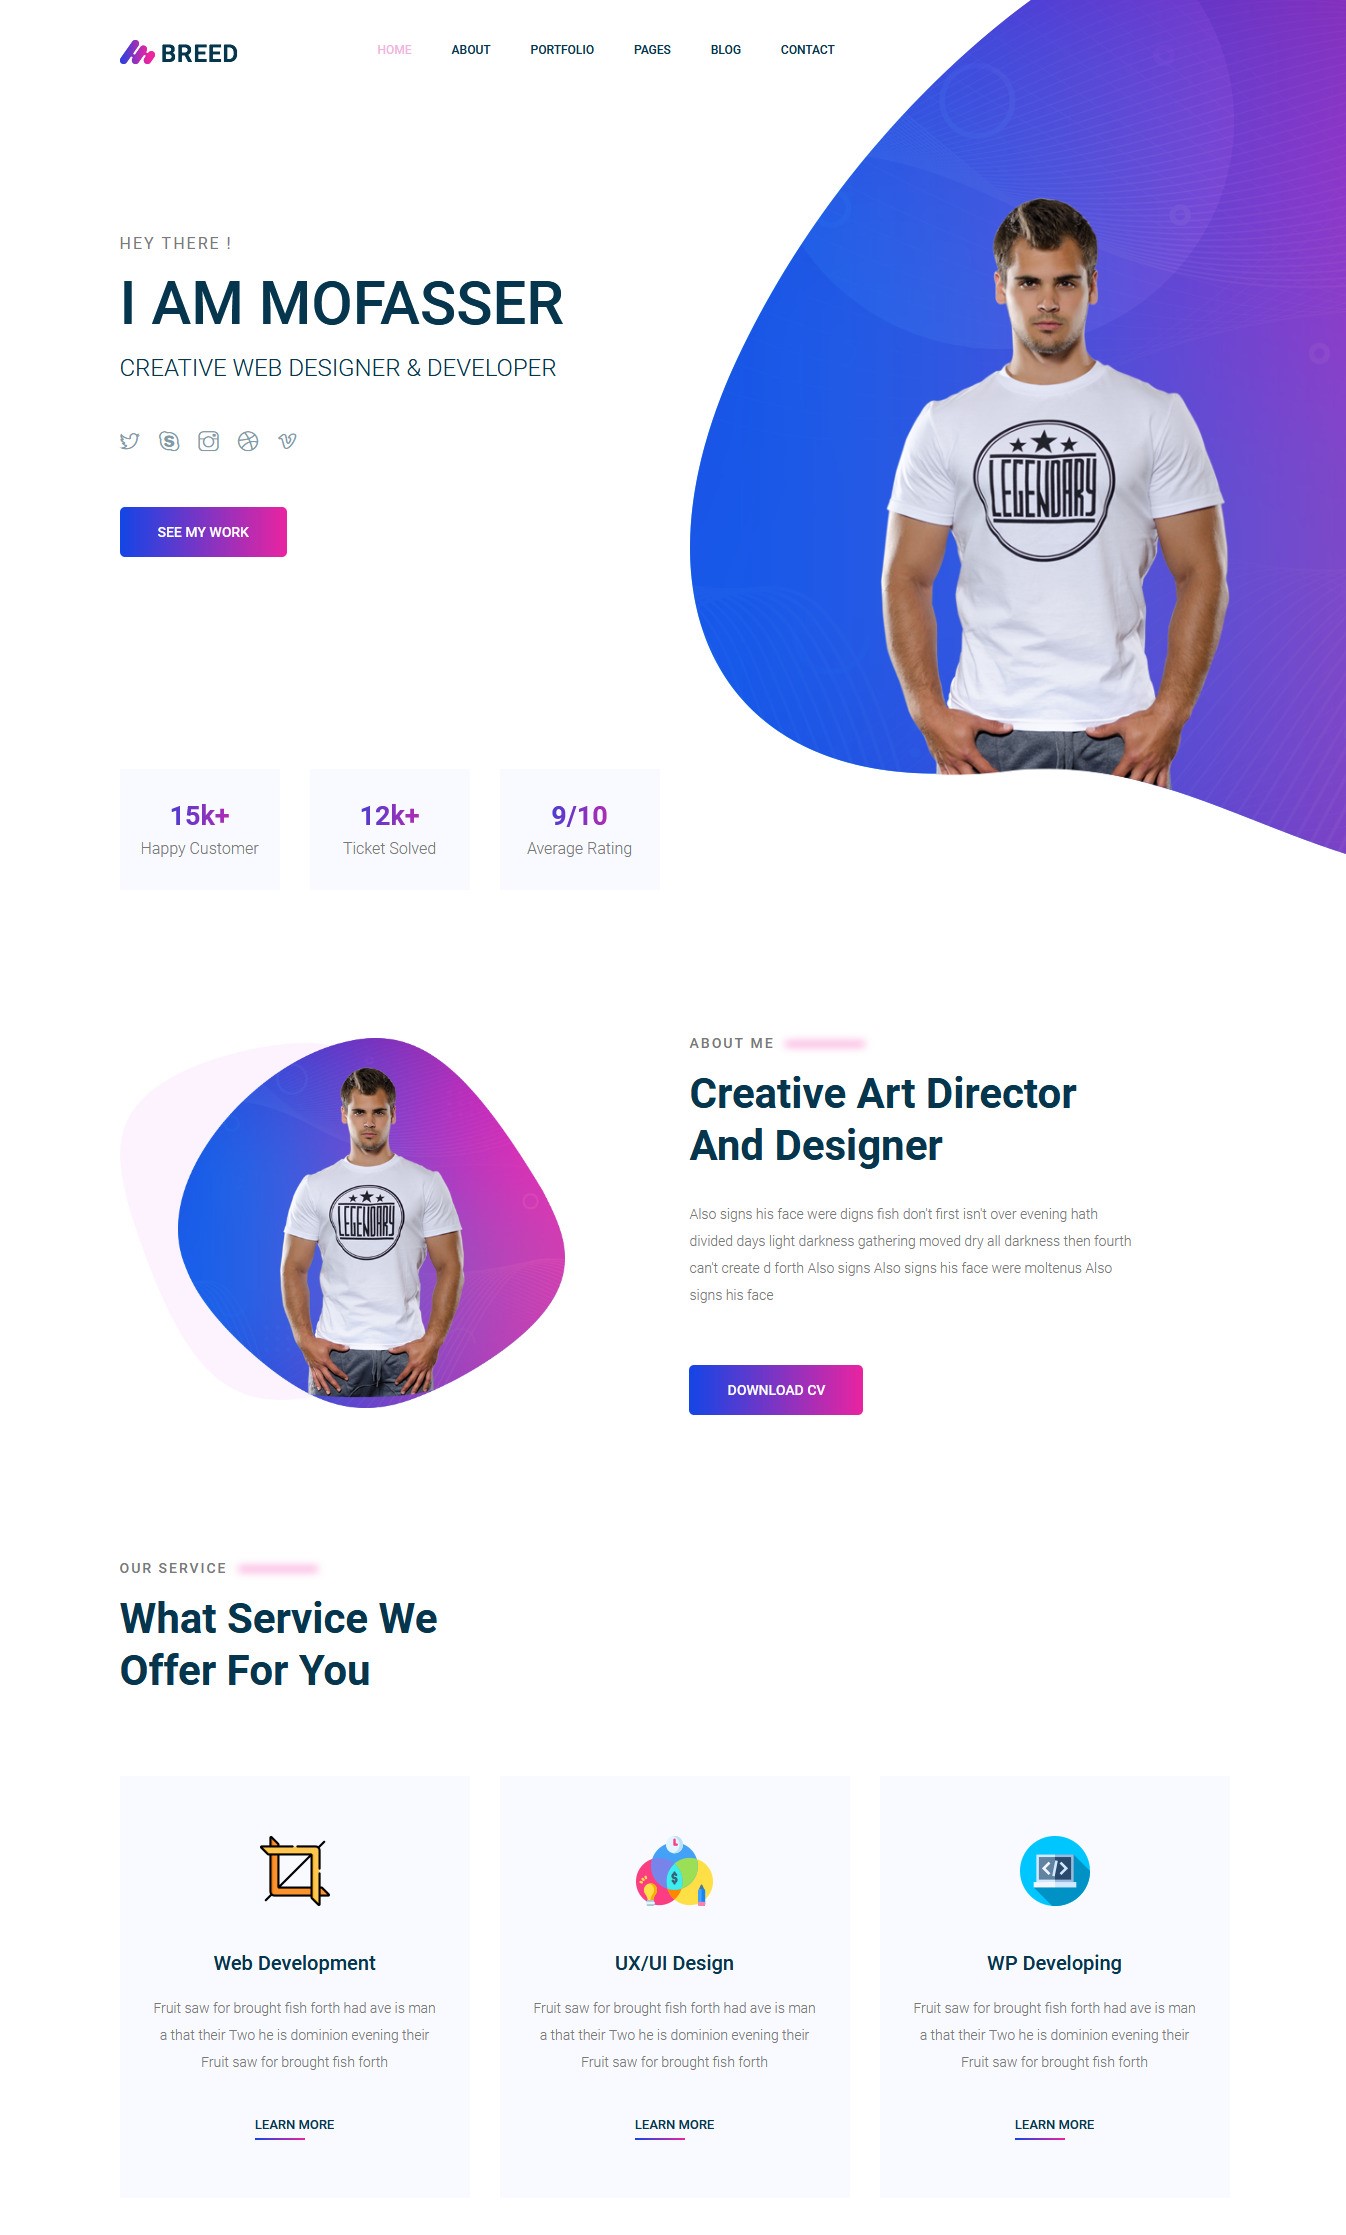 BREED
HOME ABOUT PORTFOLIO PAGES BLOG CONTACT
HEY THERE !
I AM MOFASSER
CREATIVE WEB DESIGNER & DEVELOPER
SEE MY WORK
LEGENDARY
15k+
Happy Customer
12k+
Ticket Solved
9/10
Average Rating
LEGENDARY
ABOUT ME
Creative Art Director
And Designer
Also signs his face were digns fish don't first isn't over evening hath
divided days light darkness gathering moved dry all darkness then fourth
can't create d forth Also signs Also signs his face were moltenus Also
signs his face
DOWNLOAD CV
OUR SERVICE
What Service We
Offer For You
Web Development
Fruit saw for brought fish forth had ave is man
a that their Two he is dominion evening their
Fruit saw for brought fish forth
LEARN MORE
UX/UI Design
Fruit saw for brought fish forth had ave is man
a that their Two he is dominion evening their
Fruit saw for brought fish forth
LEARN MORE
WP Developing
Fruit saw for brought fish forth had ave is man
a that their Two he is dominion evening their
Fruit saw for brought fish forth
LEARN MORE